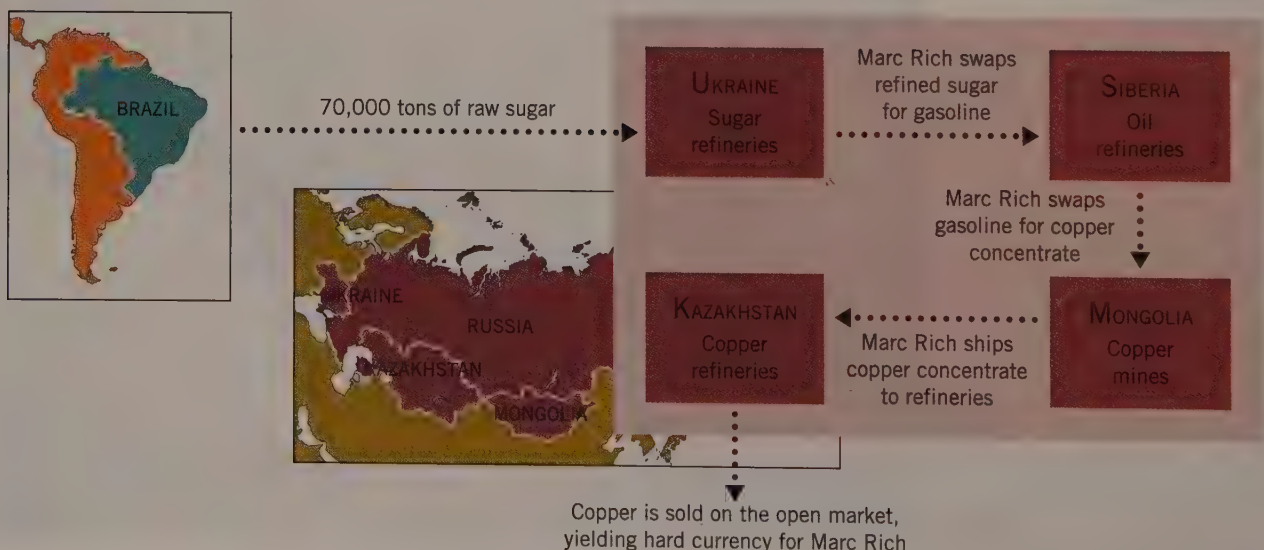 BRAZIL
70,000 tons of raw sugar
UKRAINE
Sugar
refineries
Marc Rich swaps
refined sugar
for gasoline
SIBERIA
Oil
refineries
Marc Rich swaps
gasoline for copper
concentrate
MONGOLIA
Copper
mines
Marc Rich ships
copper concentrate
to refineries
KAZAKHSTAN
Copper
refineries
UKRAINE
RUSSIA
KAZAKHSTAN
MONGOLIA
Copper is sold on the open market,
yielding hard currency for Marc Rich